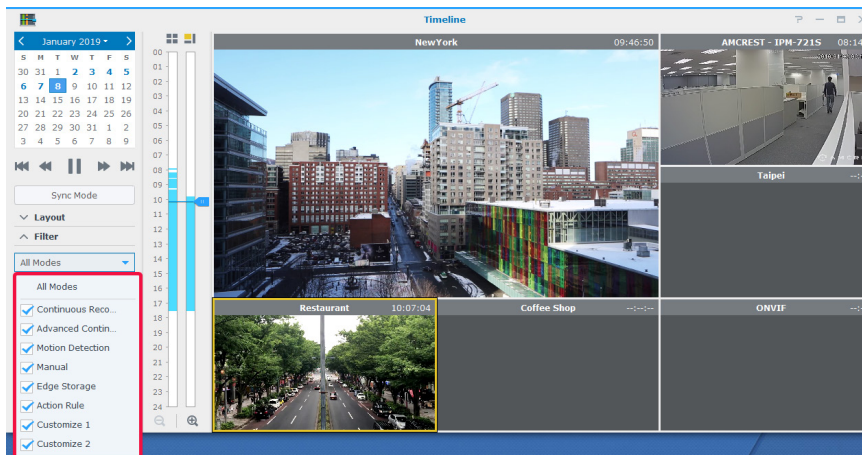 Timeline
January 2019
S M T W T F S
30 31 1 2 3 4 5
6 7 8 9 10 11 12
13 14 15 16 17 18 19
20 21 22 23 24 25 26
27 28 29 30 31 1 2
3 4 5 6 7 8 9
Sync Mode
Layout
Filter
All Modes
All Modes
Continuous Reco...
Advanced Contin...
Motion Detection
Manual
Edge Storage
Action Rule
Customize 1
Customize 2
00
01
02
03
04
05
06
07
08
09
10
11
12
13
14
15
16
17
18
19
20
21
22
23
24
NewYork 09:46:50
AMCREST - IPM-721S 08:14
Taipei --:-
Restaurant 10:07:04
Coffee Shop --:--:--
ONVIF --:-